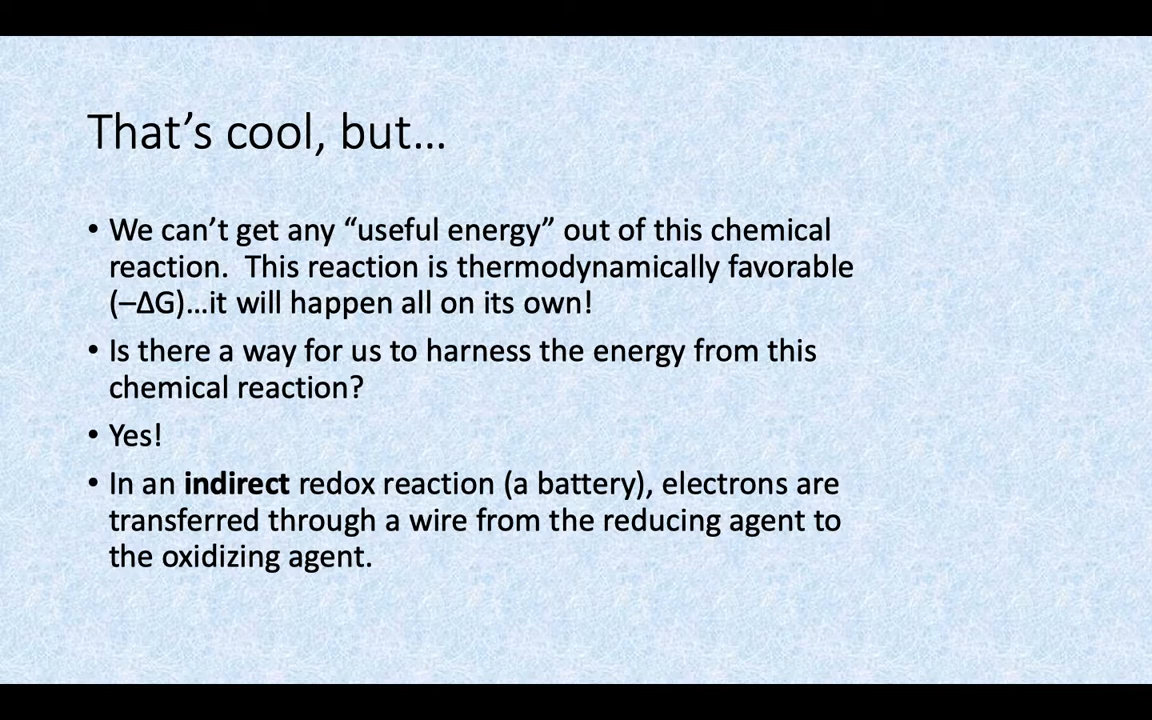 That’s cool, but…
• We can’t get any “useful energy” out of this chemical
reaction.  This reaction is thermodynamically favorable
(–ΔG)…it will happen all on its own!
• Is there a way for us to harness the energy from this
chemical reaction?
• Yes!
• In an indirect redox reaction (a battery), electrons are
transferred through a wire from the reducing agent to
the oxidizing agent.